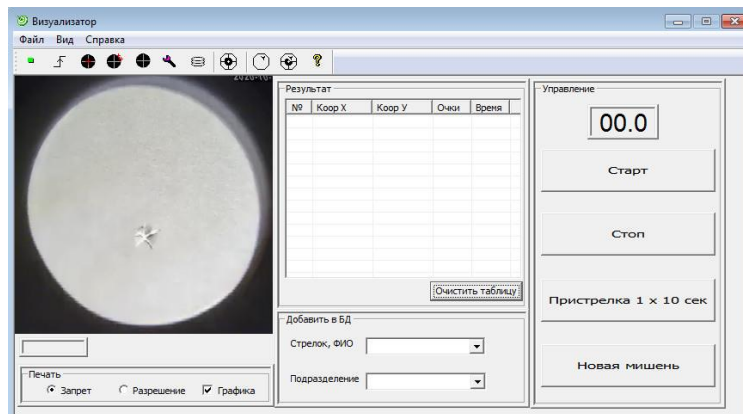 Визуализатор
Файл Вид Справка
Результат
№ Коор X Коор У Очки Время
Очистить таблицу
Управление
00.0
Старт
Стоп
Пристрелка 1 x 10 сек
Новая мишень
Добавить в БД
Стрелок, ФИО
Подразделение
Печать
Запрет Разрешение Графика